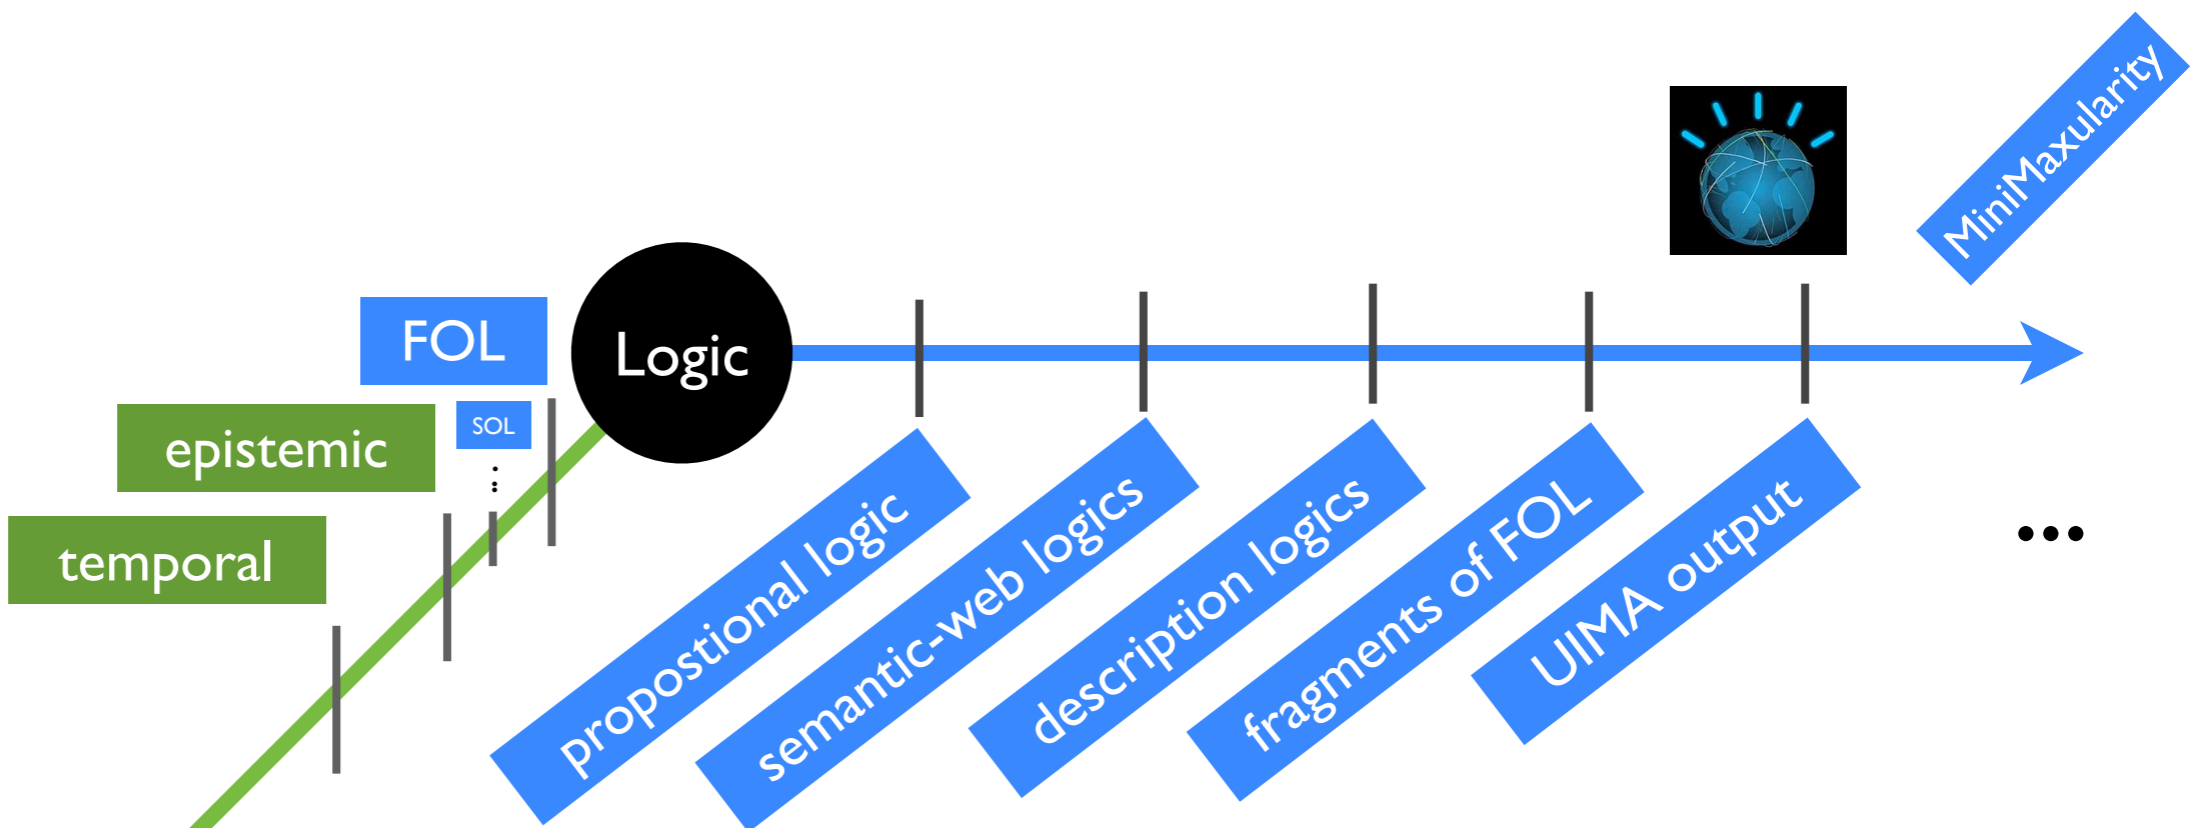 MiniMaxularity
FOL
Logic
SOL
epistemic
temporal
propostional logic
semantic-web logics
description logics
fragments of FOL
UIMA output
...